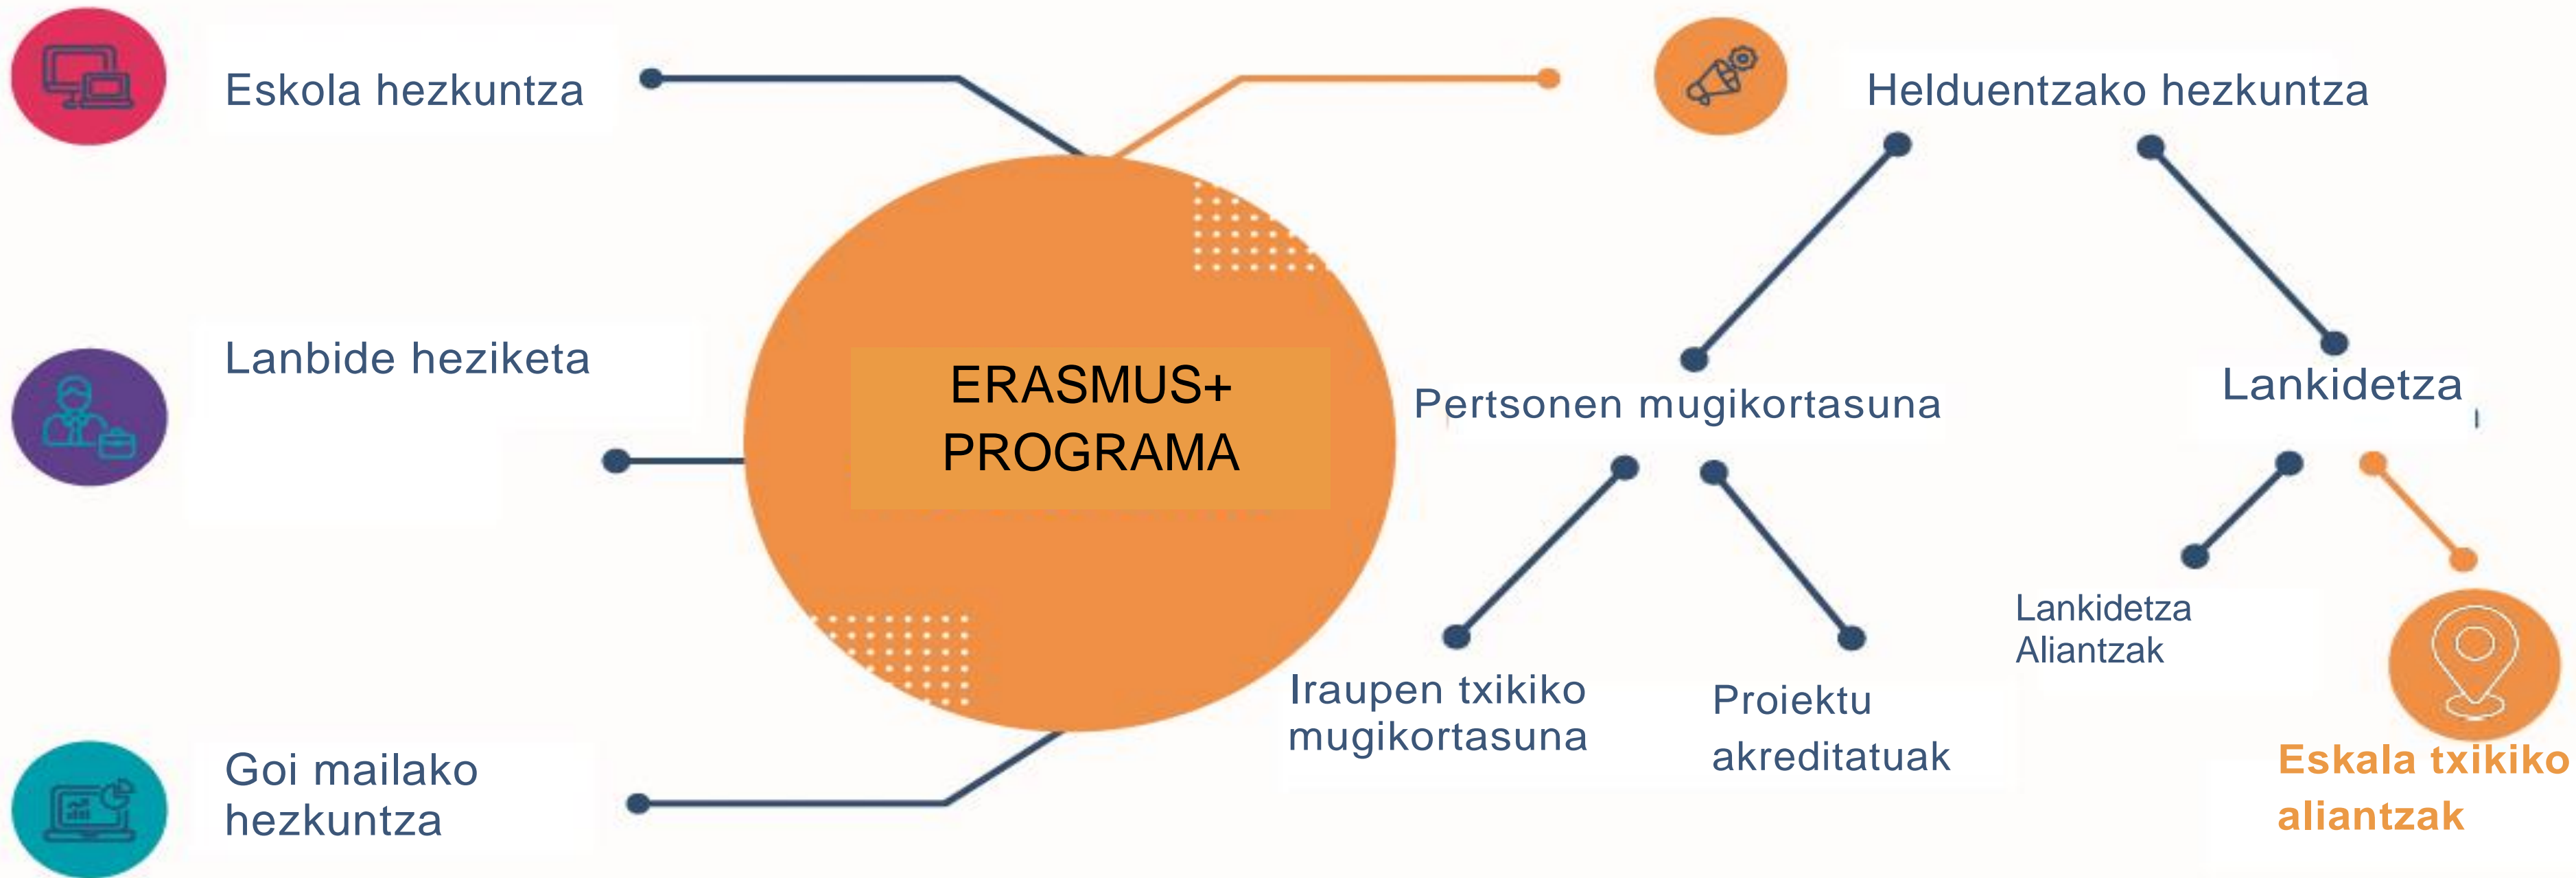 Eskola hezkuntza
Helduentzako hezkuntza
Lanbide heziketa
ERASMUS+
PROGRAMA
Pertsonen mugikortasuna
Lankidetza
Lankidetza
Aliantzak
Iraupen txikiko
mugikortasuna
Proiektu
akreditatuak
Goi mailako
hezkuntza
Eskala txikiko
aliantzak